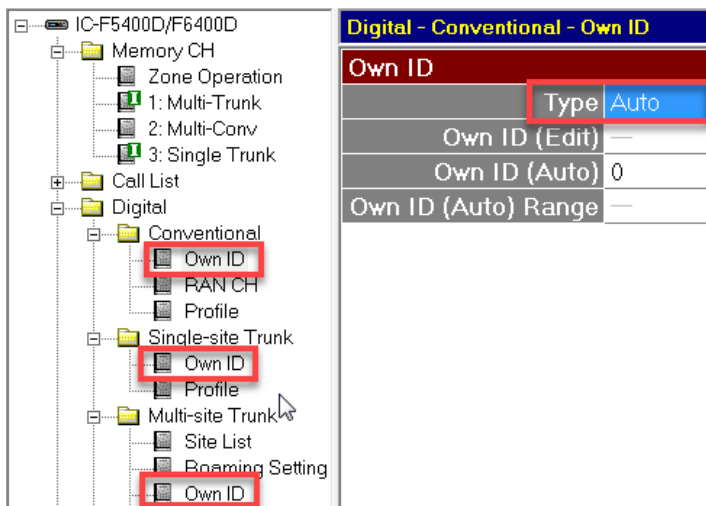 IC-F5400D/F6400D
Memory CH
Zone Operation
1: Multi-Trunk
2: Multi-Conv
3: Single Trunk
Call List
Digital
Conventional
Own ID
RAN CH
Profile
Single-site Trunk
Own ID
Profile
Multi-site Trunk
Site List
Roaming Setting
Own ID
Digital - Conventional - Own ID
Own ID
Type Auto
Own ID (Edit) —
Own ID (Auto) 0
Own ID (Auto) Range —